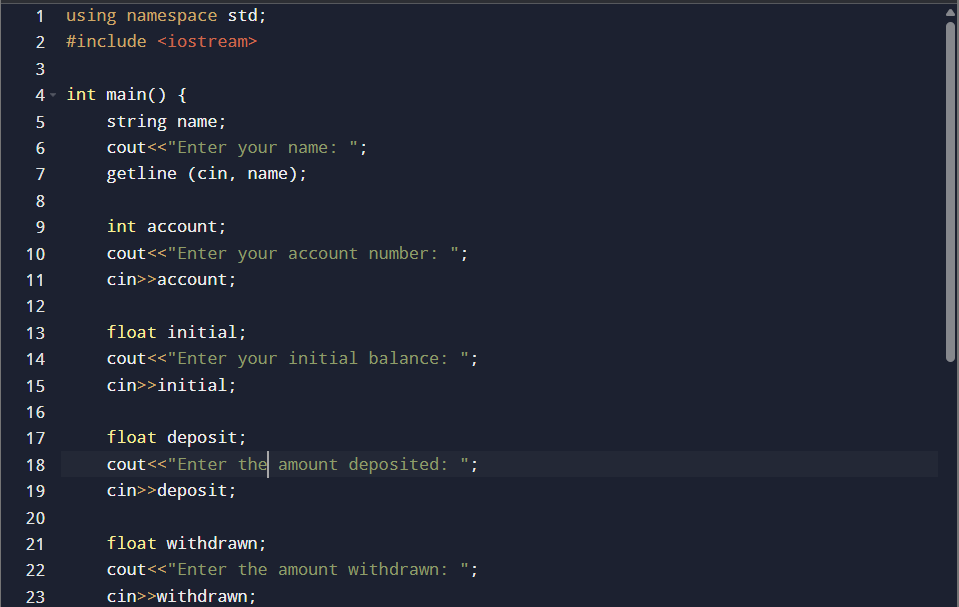 1 using namespace std;
2 #include <iostream>
3
4 int main() {
5     string name;
6     cout<<"Enter your name: ";
7     getline (cin, name);
8
9     int account;
10     cout<<"Enter your account number: ";
11     cin>>account;
12
13     float initial;
14     cout<<"Enter your initial balance: ";
15     cin>>initial;
16
17     float deposit;
18     cout<<"Enter the amount deposited: ";
19     cin>>deposit;
20
21     float withdrawn;
22     cout<<"Enter the amount withdrawn: ";
23     cin>>withdrawn;